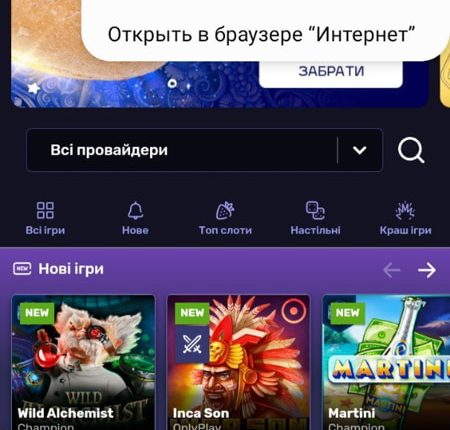 Открыть в браузере “Интернет”
ЗАБРАТИ
Всі провайдери
Всі ігри
Нове
Топ слоти
Настільні
Краш ігри
NEW
Нові ігри
NEW
NEW
NEW
WILD
MARTINI
Wild Alchemist
Inca Son
Martini
Champion
OnlyPlay
Champion